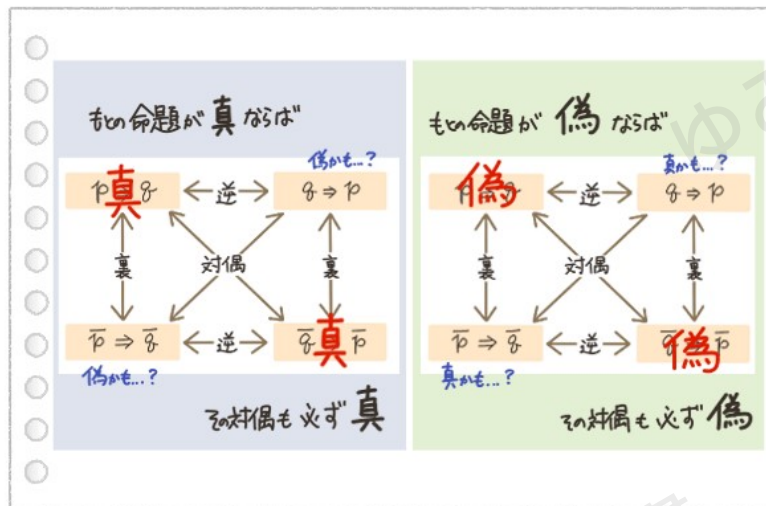 もとの命題が真ならば
偽かも…?
p 真 q
←逆→
q ⇒ p
裏
対偶
裏
p̅ ⇒ q̅
←逆→
q̅ 真 p̅
偽かも…?
その対偶も必ず真
もとの命題が偽ならば
真かも…?
偽
←逆→
q ⇒ p
裏
対偶
裏
p̅ ⇒ q̅
←逆→
偽
真かも…?
その対偶も必ず偽